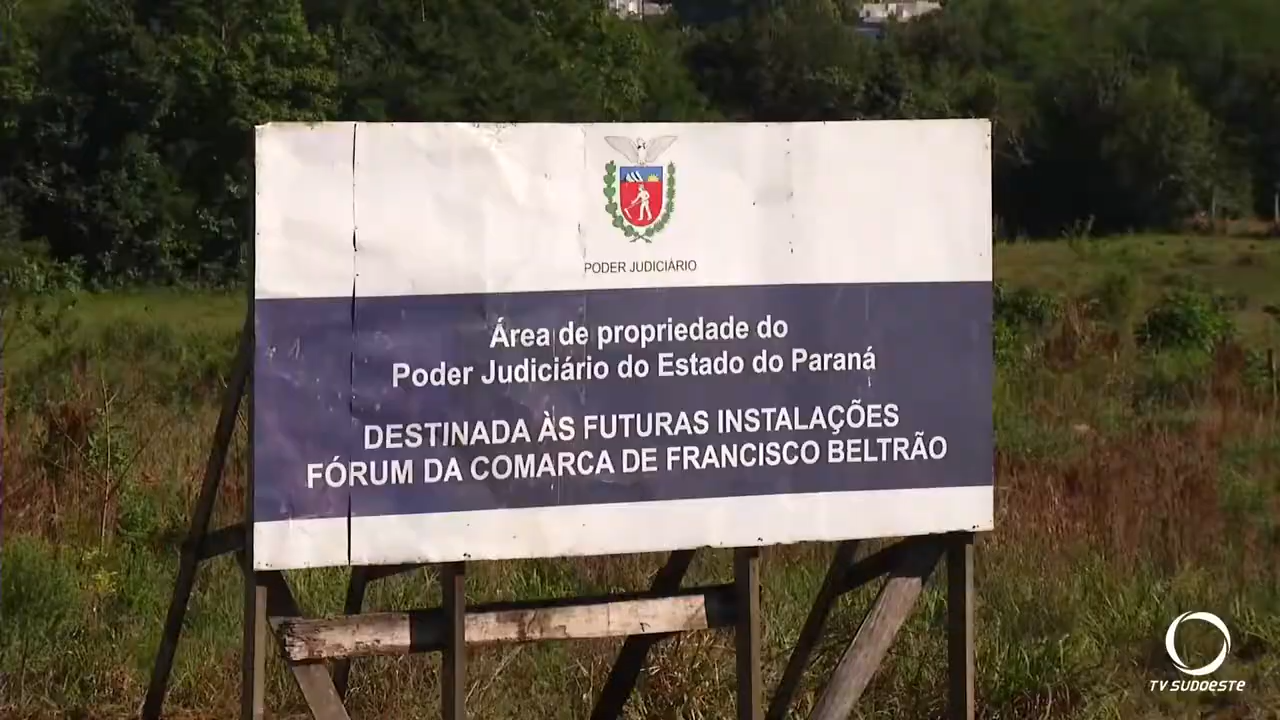 PODER JUDICIÁRIO
Área de propriedade do
Poder Judiciário do Estado do Paraná
DESTINADA ÀS FUTURAS INSTALAÇÕES
FÓRUM DA COMARCA DE FRANCISCO BELTRÃO
TV SUDOESTE